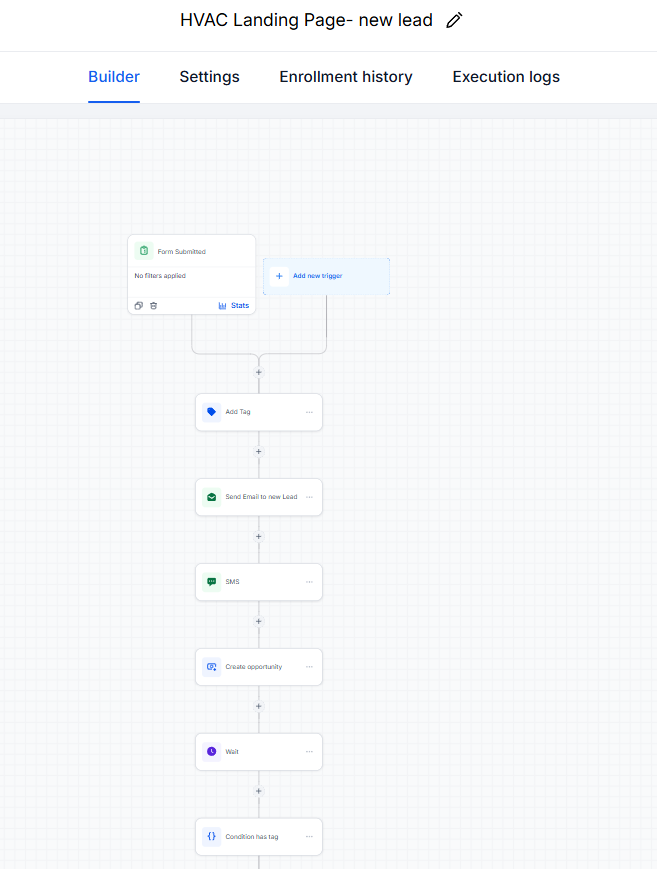 HVAC Landing Page- new lead
Builder Settings Enrollment history Execution logs
Form Submitted
No filters applied
Add new trigger
Stats
Add Tag
Send Email to new Lead
SMS
Create opportunity
Wait
Condition has tag